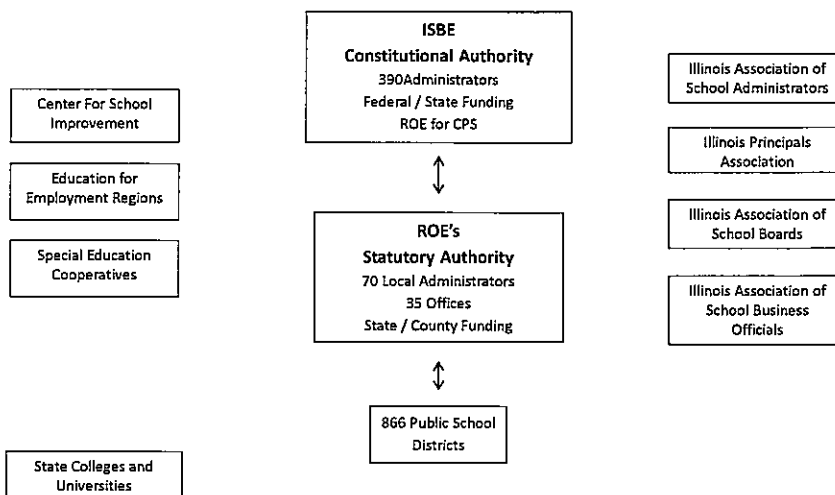 ISBE
Constitutional Authority
390Administrators
Federal / State Funding
ROE for CPS
Center For School
Improvement
Education for
Employment Regions
Special Education
Cooperatives
ROE's
Statutory Authority
70 Local Administrators
35 Offices
State / County Funding
866 Public School
Districts
State Colleges and
Universities
Illinois Association of
School Administrators
Illinois Principals
Association
Illinois Association of
School Boards
Illinois Association of
School Business
Officials